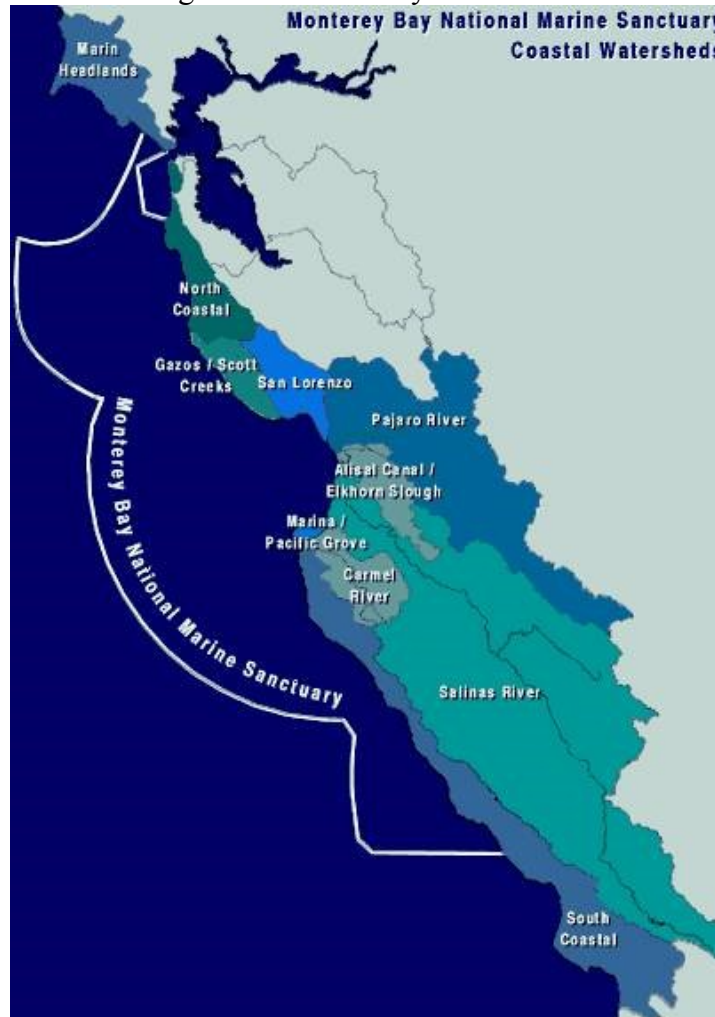 Monterey Bay National Marine Sanctuary
Coastal Watersheds
Marin
Headlands
North
Coastal
Gazos / Scott
Creeks
San Lorenzo
Pajaro River
Alisal Canal /
Elkhorn Slough
Marina /
Pacific Grove
Carmel
River
Monterey Bay National Marine Sanctuary
Salinas River
South
Coastal